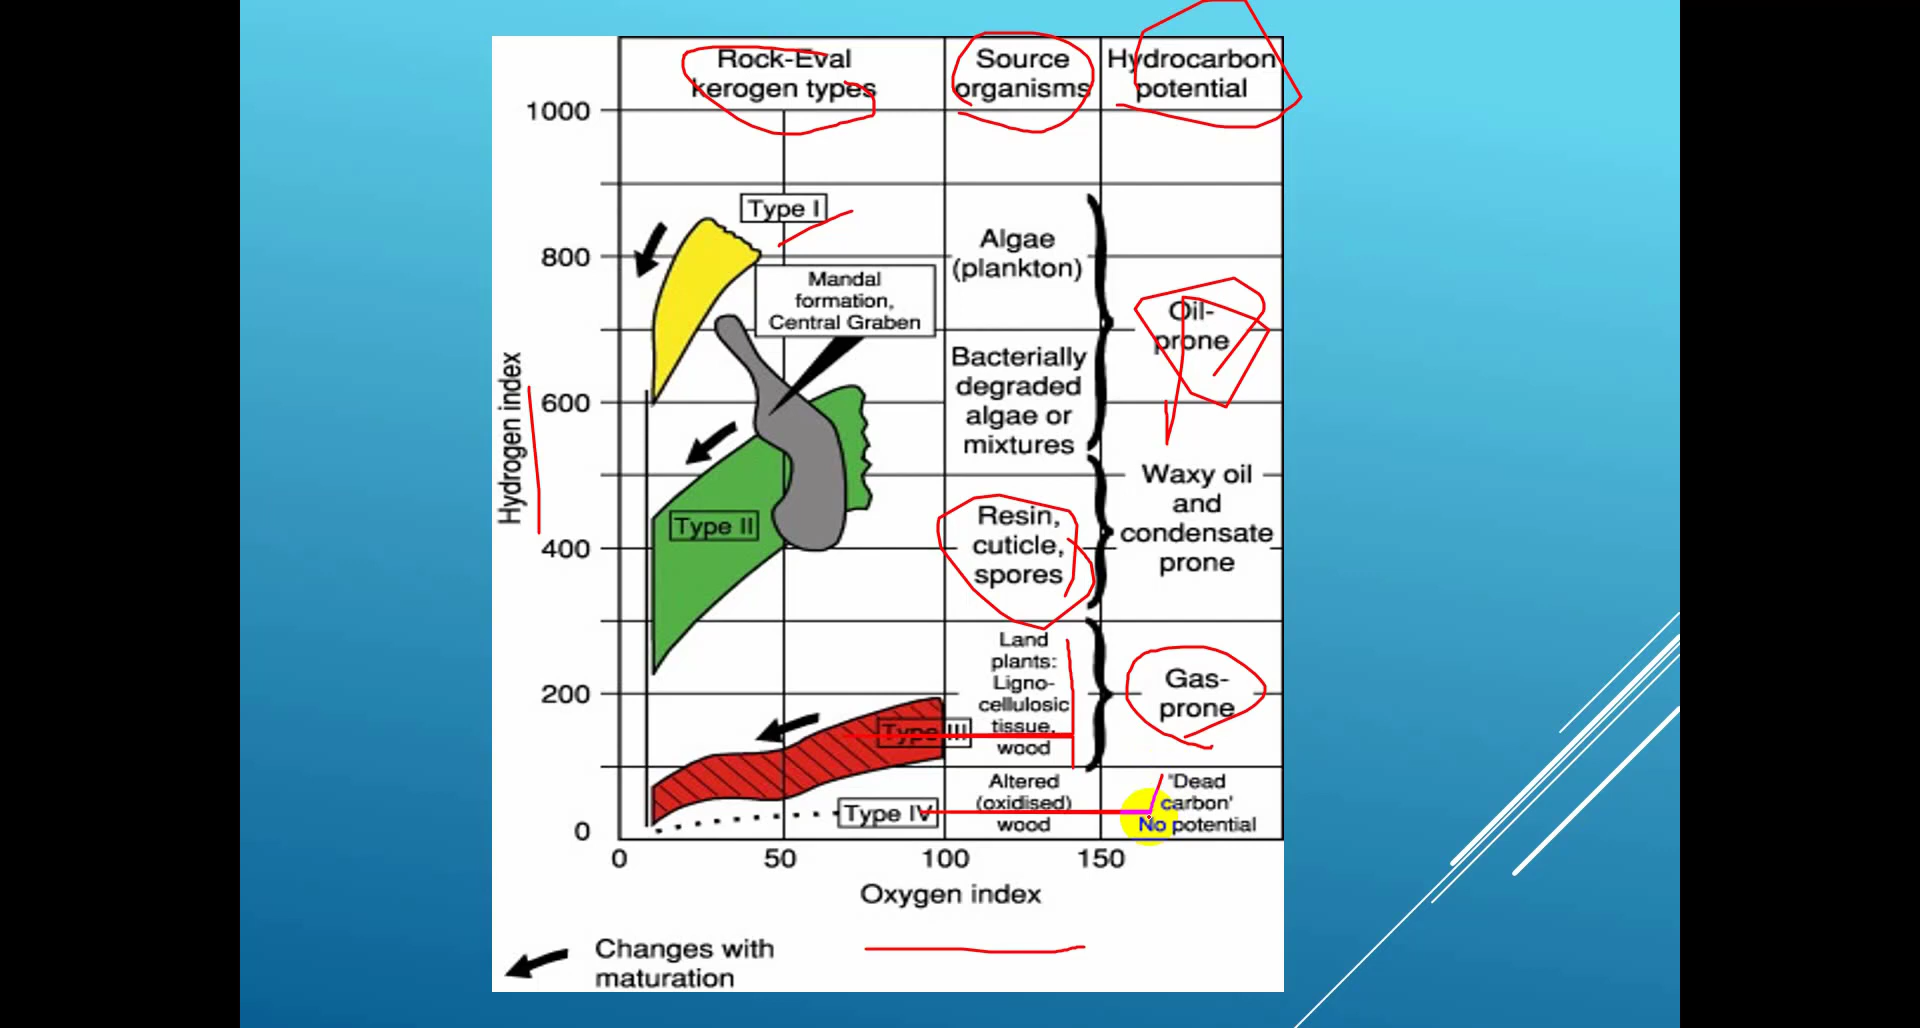 Rock-Eval
kerogen types
Source
organisms
Hydrocarbon
potential
1000
800
600
400
200
0
Hydrogen index
Type I
Mandal
formation,
Central Graben
Type II
Type III
Type IV
Algae
(plankton)
Bacterially
degraded
algae or
mixtures
Resin,
cuticle,
spores
Land
plants:
Ligno-
cellulosic
tissue,
wood
Altered
(oxidised)
wood
Oil-
prone
Waxy oil
and
condensate
prone
Gas-
prone
'Dead
carbon'
No potential
0
50
100
150
Oxygen index
Changes with
maturation